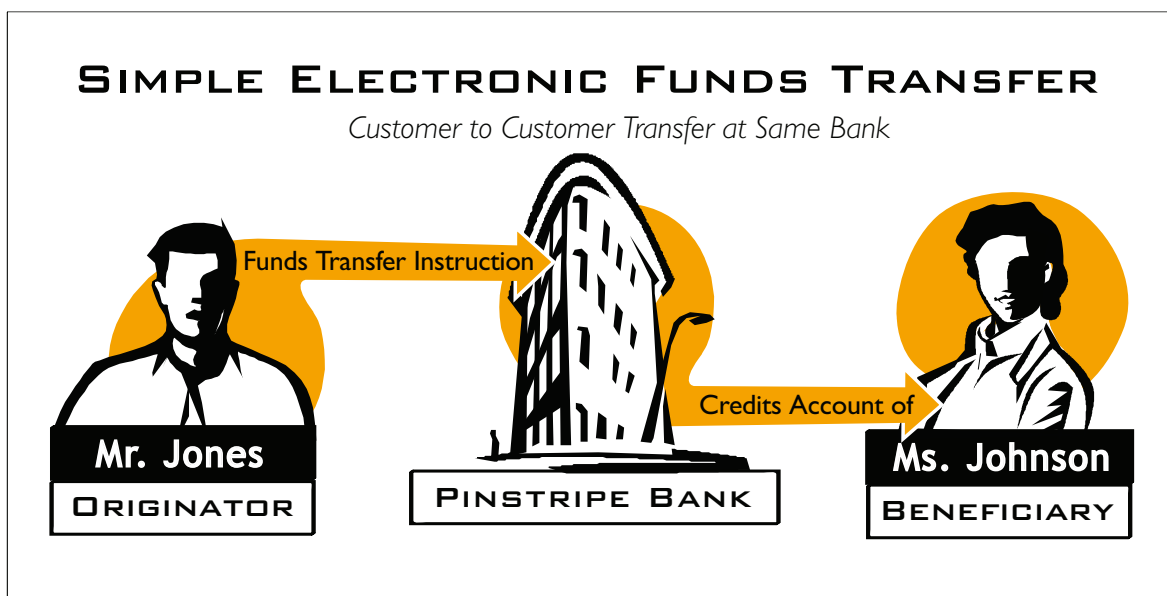 SIMPLE ELECTRONIC FUNDS TRANSFER
Customer to Customer Transfer at Same Bank
Funds Transfer Instruction
Credits Account of
Mr. Jones
ORIGINATOR
PINSTRIPE BANK
Ms. Johnson
BENEFICIARY